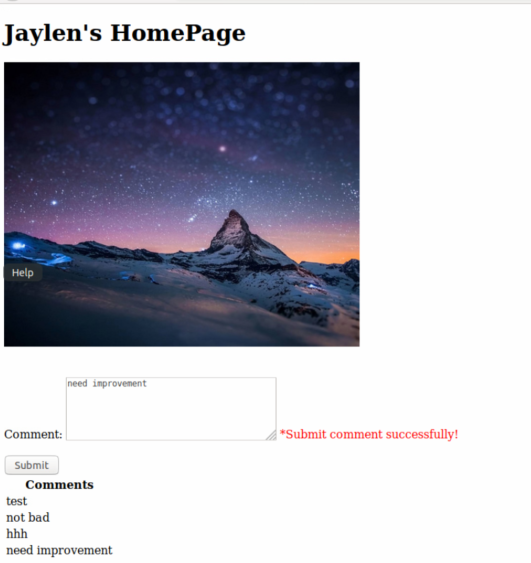 Jaylen's HomePage
Help
need improvement
Comment:
*Submit comment successfully!
Submit
Comments
test
not bad
hhh
need improvement